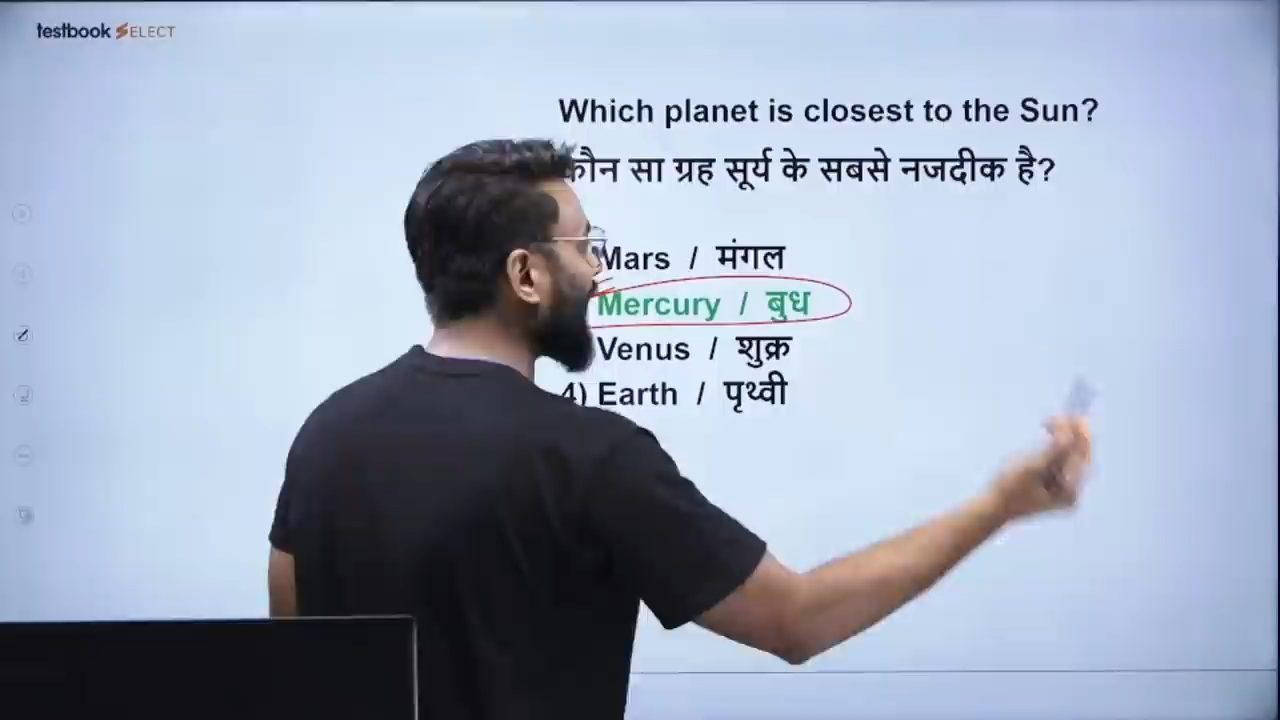 testbook SELECT
Which planet is closest to the Sun?
कौन सा ग्रह सूर्य के सबसे नजदीक है?
Mars / मंगल
Mercury / बुध
Venus / शुक्र
4) Earth / पृथ्वी